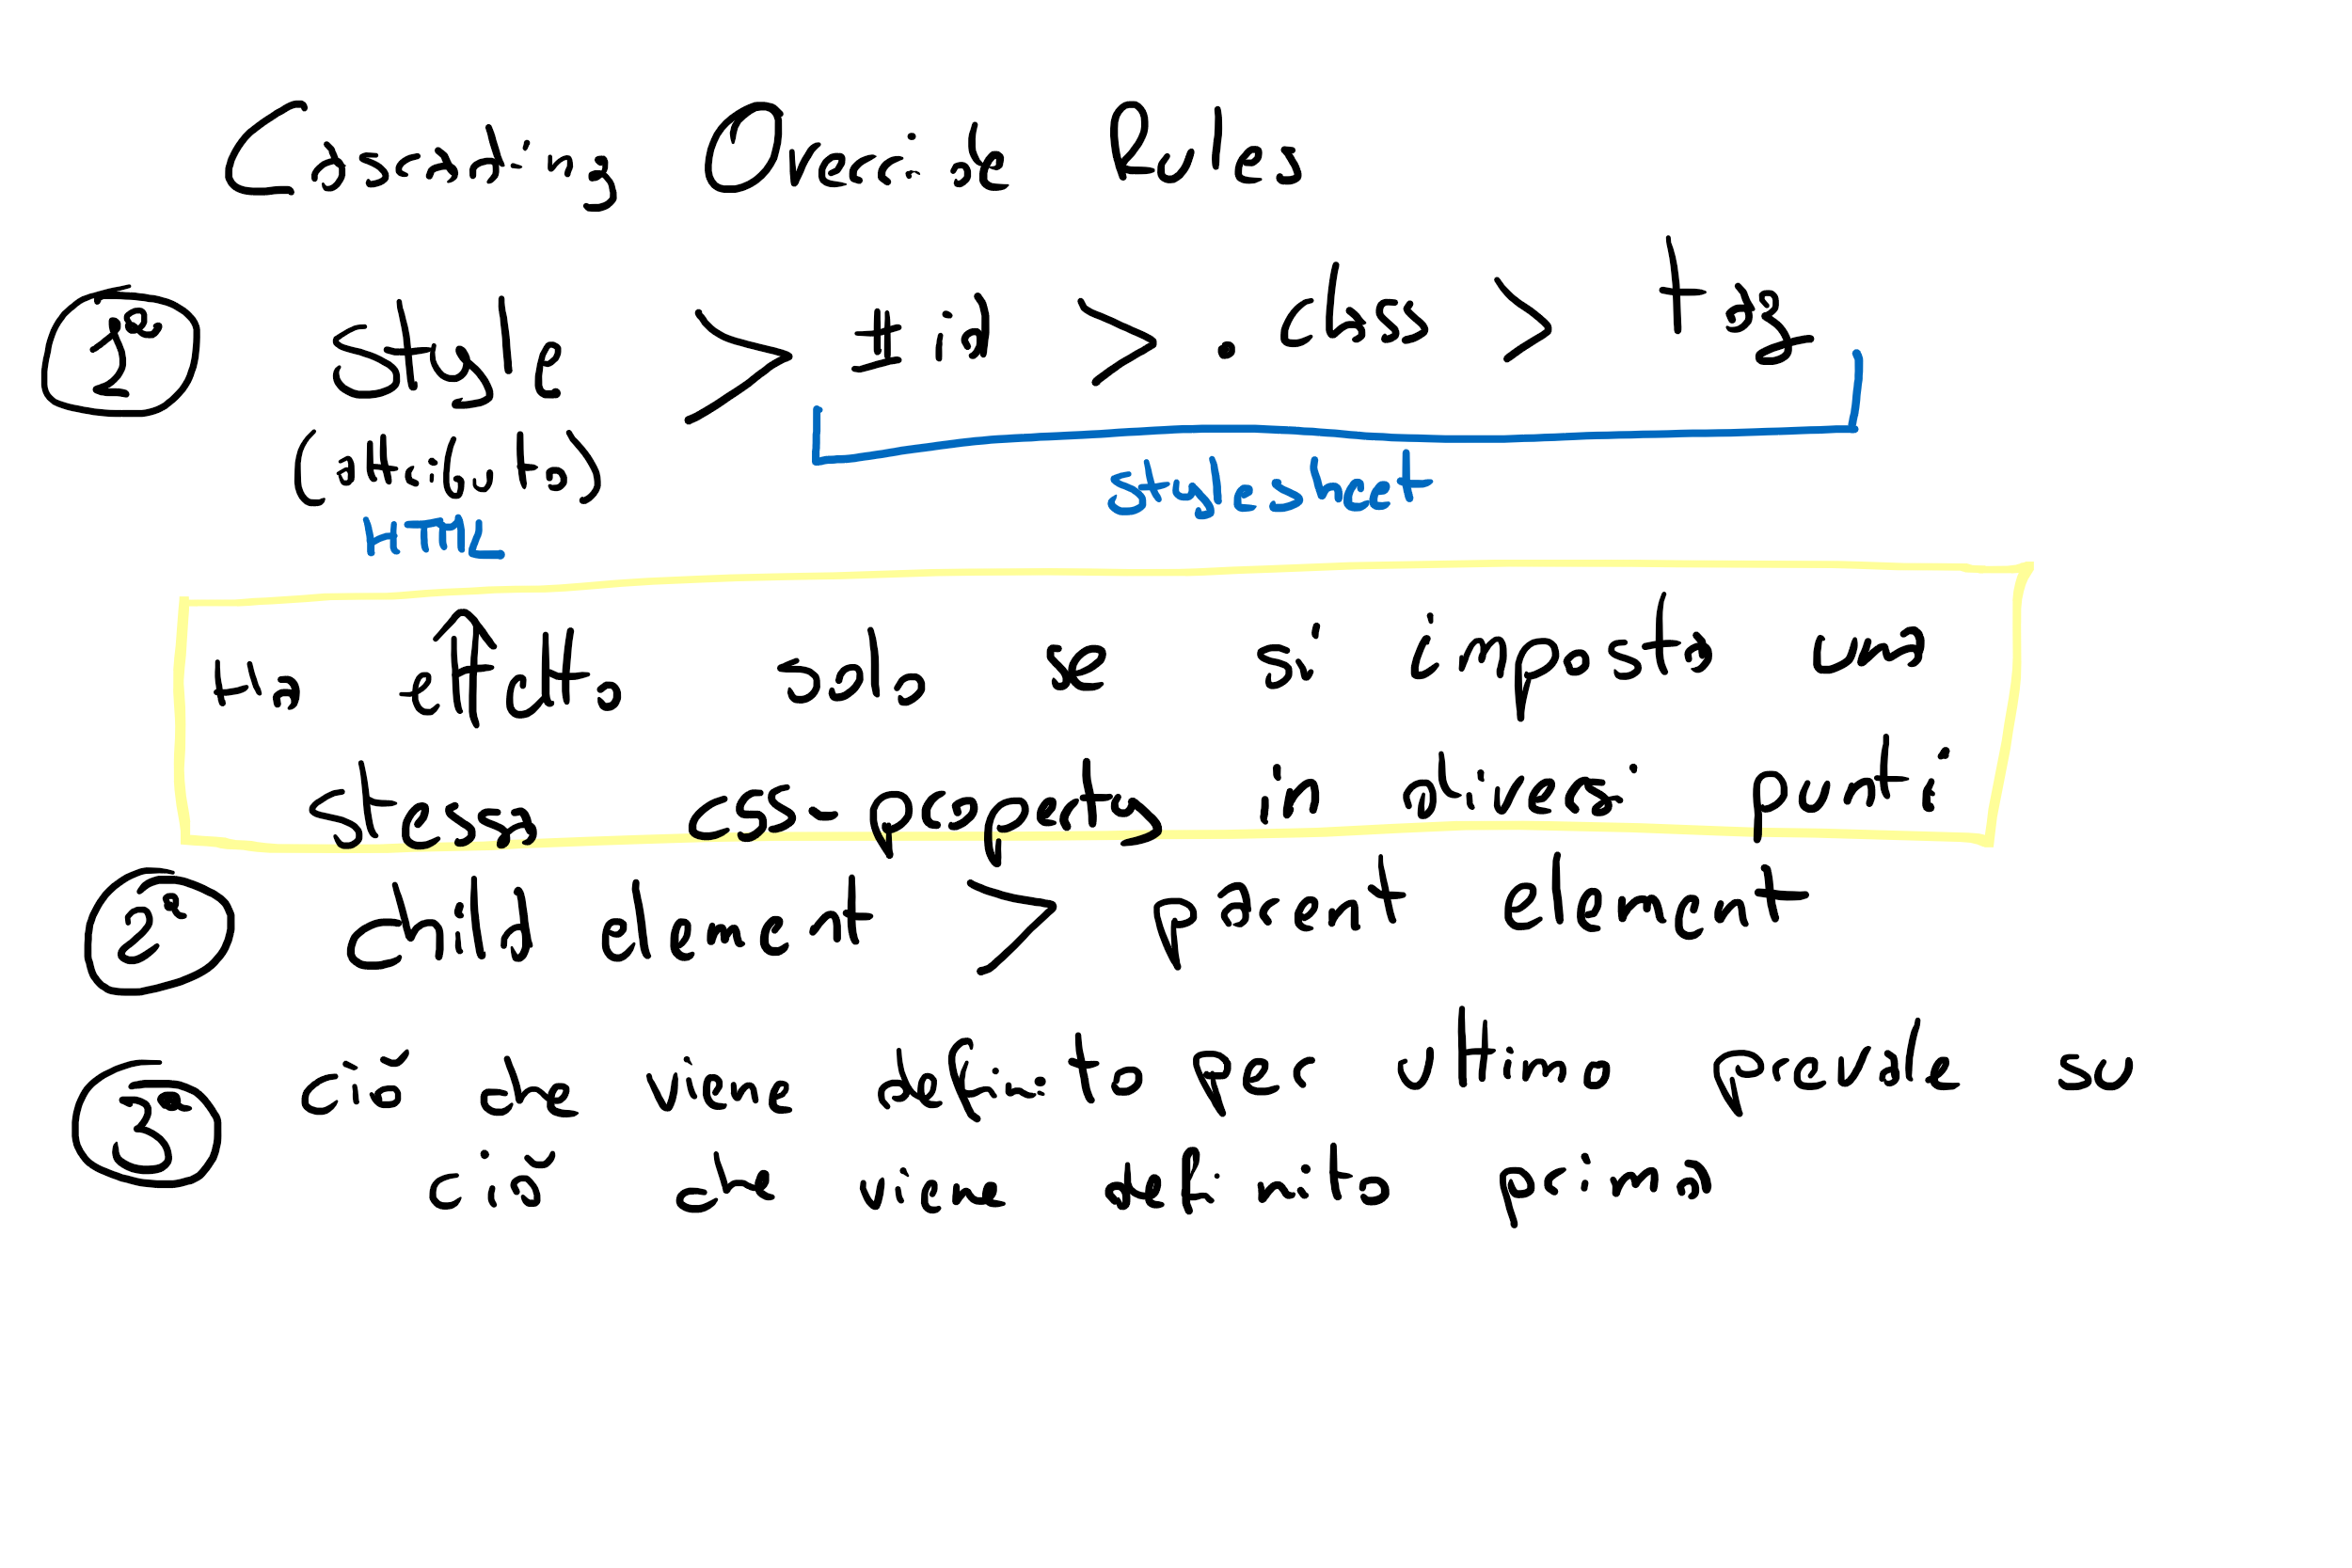 Cascating Override Rules
1° style > #id > .class > tag
(attributo)
stylesheet
HTML
Ha effetto solo se si imposta una
stessa css-property in diversi punti
2° child element > parent element
3° ciò che viene definito per ultimo prevale su
ciò che viene definito prima